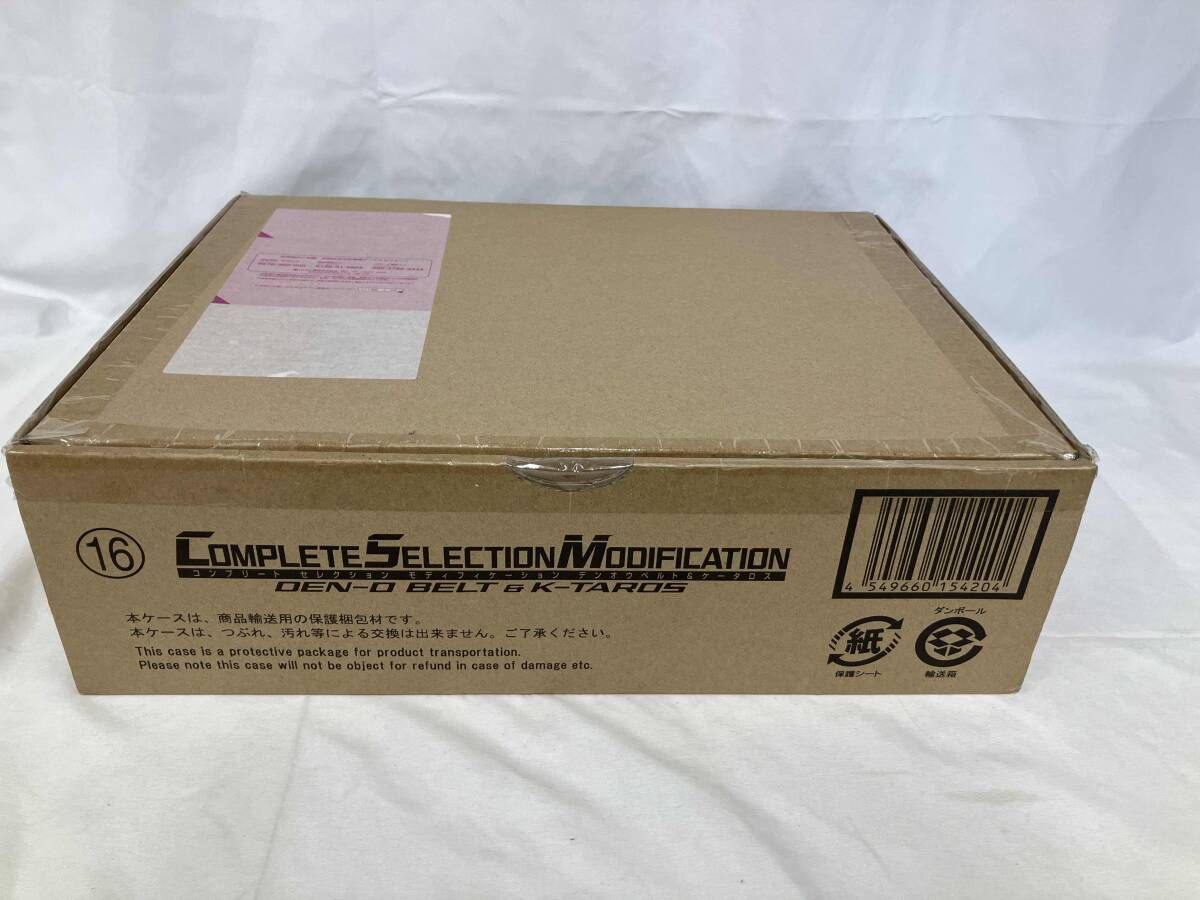 16
COMPLETE SELECTION MODIFICATION
コンプリート セレクション モディフィケーション デンオウベルト&ケータロス
DEN-O BELT & K-TAROS
本ケースは、商品輸送用の保護梱包材です。
本ケースは、つぶれ、汚れ等による交換は出来ません。ご了承ください。
This case is a protective package for product transportation.
Please note this case will not be object for refund in case of damage etc.
4 549660 154204
ダンボール
紙
保護シート
輸送箱